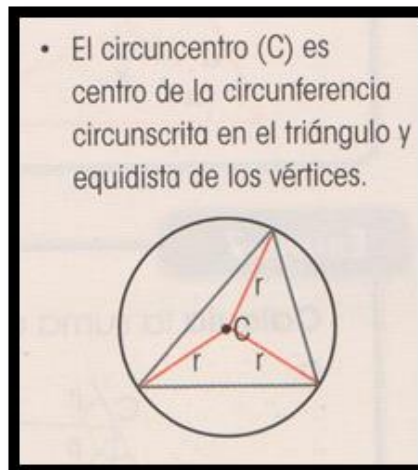 • El circuncentro (C) es
centro de la circunferencia
circunscrita en el triángulo y
equidista de los vértices.
r
C
r
r